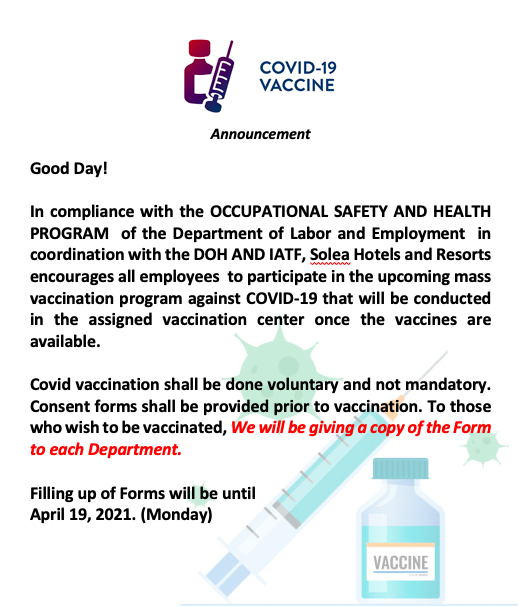 COVID-19
VACCINE
Announcement
Good Day!
In compliance with the OCCUPATIONAL SAFETY AND HEALTH
PROGRAM of the Department of Labor and Employment in
coordination with the DOH AND IATF, Solea Hotels and Resorts
encourages all employees to participate in the upcoming mass
vaccination program against COVID-19 that will be conducted
in the assigned vaccination center once the vaccines are
available.
Covid vaccination shall be done voluntary and not mandatory.
Consent forms shall be provided prior to vaccination. To those
who wish to be vaccinated, We will be giving a copy of the Form
to each Department.
Filling up of Forms will be until
April 19, 2021. (Monday)
VACCINE